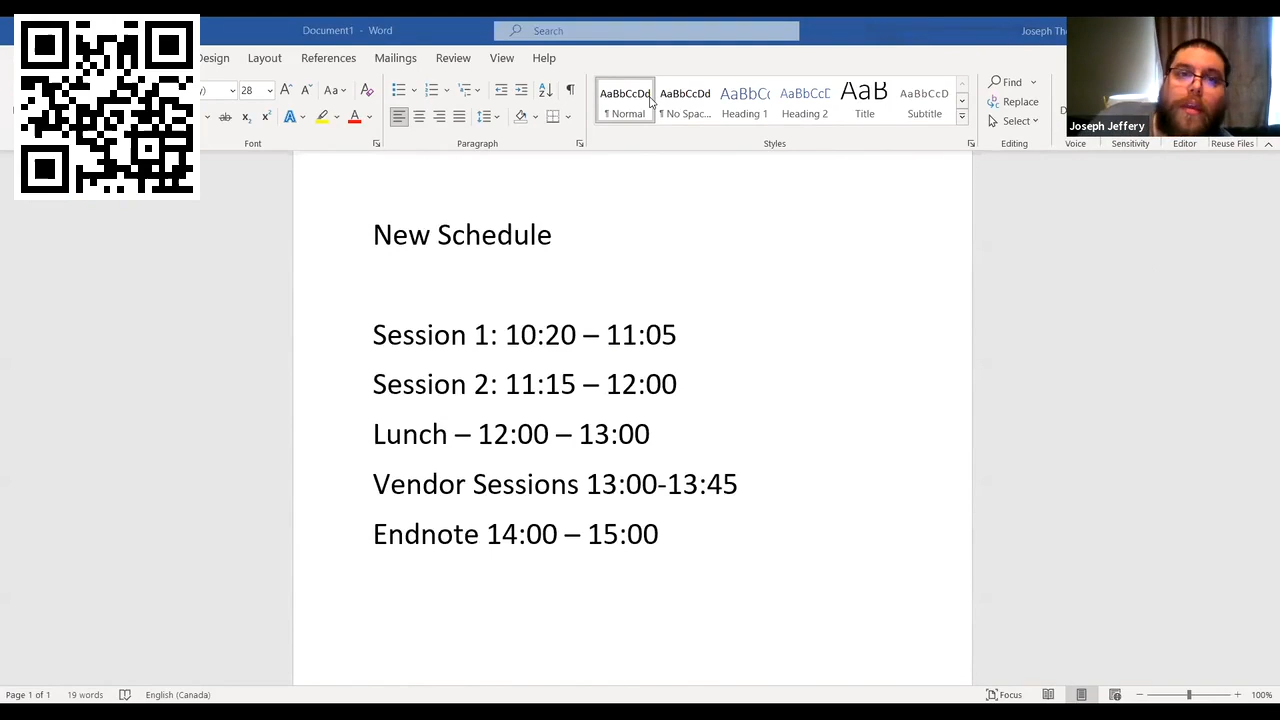 Document1 - Word
Search
Joseph The
Design Layout References Mailings Review View Help
28
Aa
AaBbCcDd AaBbCcDd AaBbCc AaBbCcD AaB AaBbCcD
¶ Normal ¶ No Spac... Heading 1 Heading 2 Title Subtitle
Find
Replace
Select
Font Paragraph Styles Editing Voice Sensitivity Editor Reuse Files
Joseph Jeffery
New Schedule
Session 1: 10:20 – 11:05
Session 2: 11:15 – 12:00
Lunch – 12:00 – 13:00
Vendor Sessions 13:00-13:45
Endnote 14:00 – 15:00
Page 1 of 1 19 words English (Canada) Focus 100%